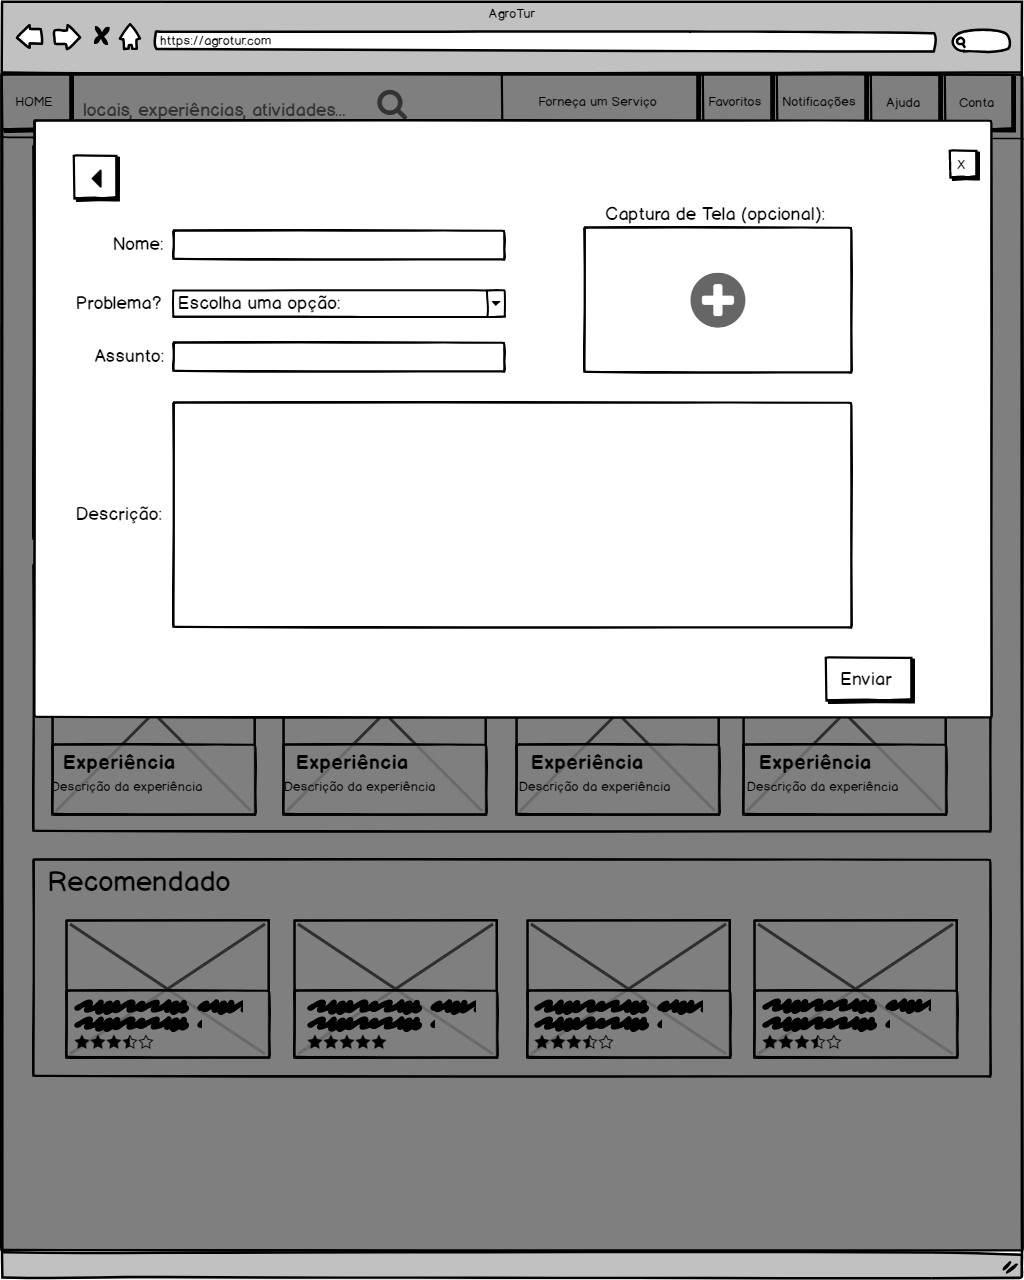 AgroTur
https://agrotur.com
HOME
locais, experiências, atividades...
Forneça um Serviço
Favoritos
Notificações
Ajuda
Conta
X
Captura de Tela (opcional):
Nome:
Problema?
Escolha uma opção:
Assunto:
Descrição:
Enviar
Experiência
Descrição da experiência
Experiência
Descrição da experiência
Experiência
Descrição da experiência
Experiência
Descrição da experiência
Recomendado